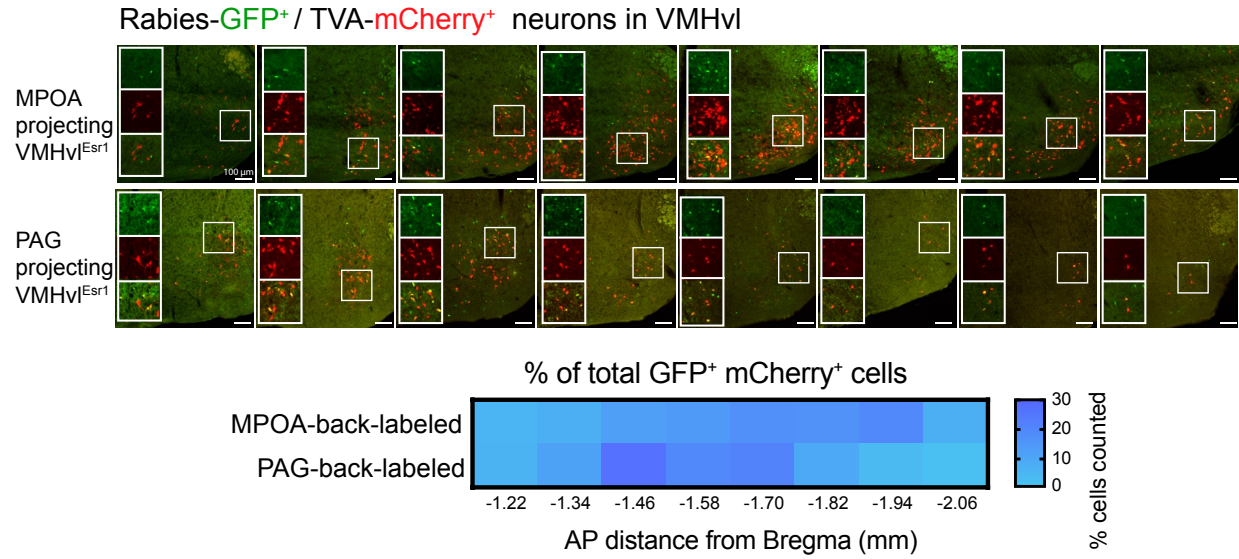 Rabies-GFP⁺ / TVA-mCherry⁺ neurons in VMHvl
MPOA
projecting
VMHvl^Esr1
100 µm
PAG
projecting
VMHvl^Esr1
% of total GFP⁺ mCherry⁺ cells
MPOA-back-labeled
PAG-back-labeled
-1.22 -1.34 -1.46 -1.58 -1.70 -1.82 -1.94 -2.06
AP distance from Bregma (mm)
30
20
10
0
% cells counted